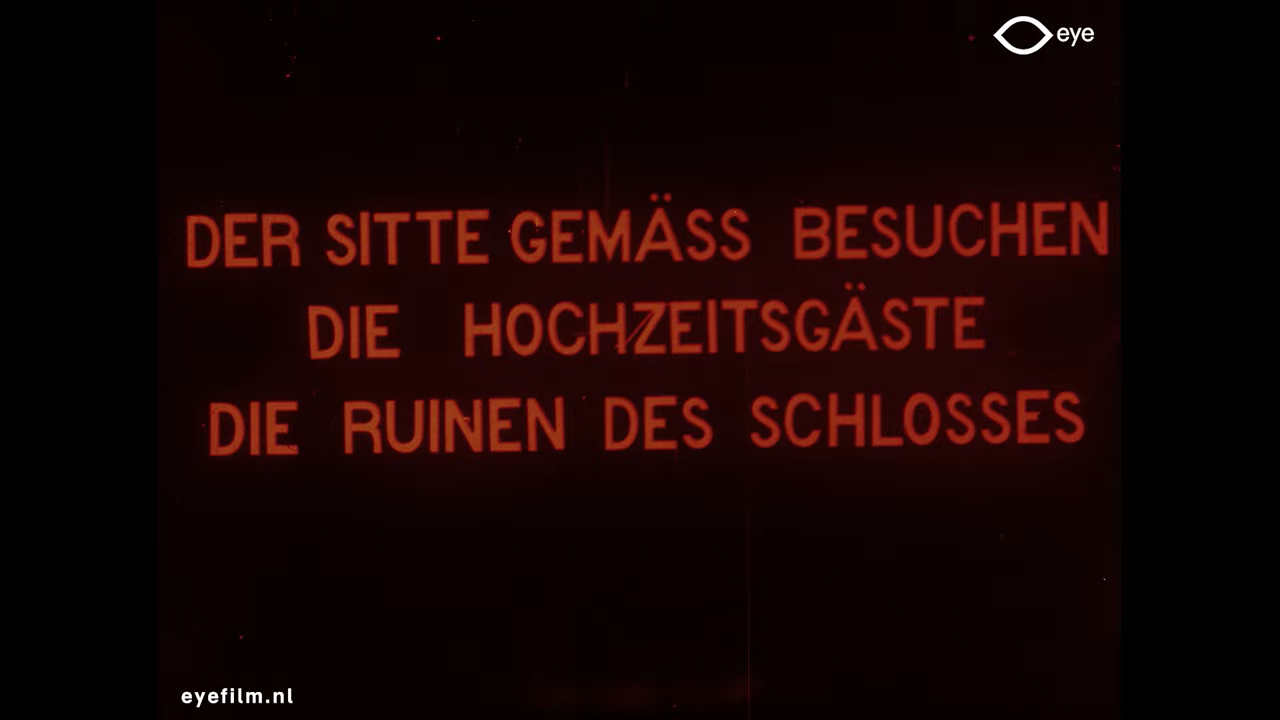 eye
DER SITTE GEMÄSS BESUCHEN
DIE HOCHZEITSGÄSTE
DIE RUINEN DES SCHLOSSES
eyefilm.nl